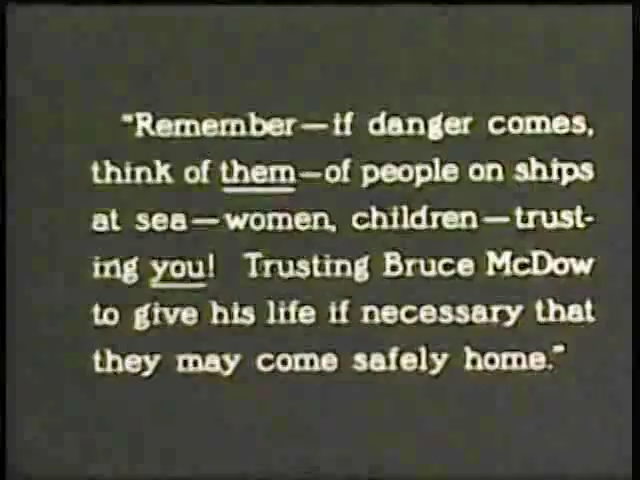 "Remember—if danger comes,
think of them—of people on ships
at sea—women, children—trust-
ing you! Trusting Bruce McDow
to give his life if necessary that
they may come safely home."